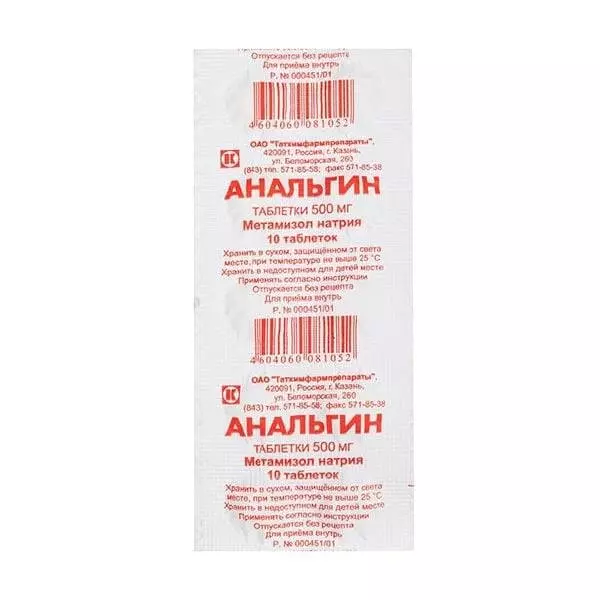 Отпускается без рецепта
Для приёма внутрь
Р. № 000451/01
4604060081052
ОАО "Татхимфармпрепараты",
420091, Россия, г. Казань,
ул. Беломорская, 260
(843) тел. 571-85-58; факс 571-85-38
АНАЛЬГИН
ТАБЛЕТКИ 500 МГ
Метамизол натрия
10 таблеток
Хранить в сухом, защищённом от света
месте, при температуре не выше 25 °С
Хранить в недоступном для детей месте
Применять согласно инструкции
Отпускается без рецепта
Для приёма внутрь
Р. № 000451/01
4604060081052
ОАО "Татхимфармпрепараты",
420091, Россия, г. Казань,
ул. Беломорская, 260
(843) тел. 571-85-58; факс 571-85-38
АНАЛЬГИН
ТАБЛЕТКИ 500 МГ
Метамизол натрия
10 таблеток
Хранить в сухом, защищённом от света
месте, при температуре не выше 25 °С
Хранить в недоступном для детей месте
Применять согласно инструкции
Отпускается без рецепта
Для приёма внутрь
Р. № 000451/01